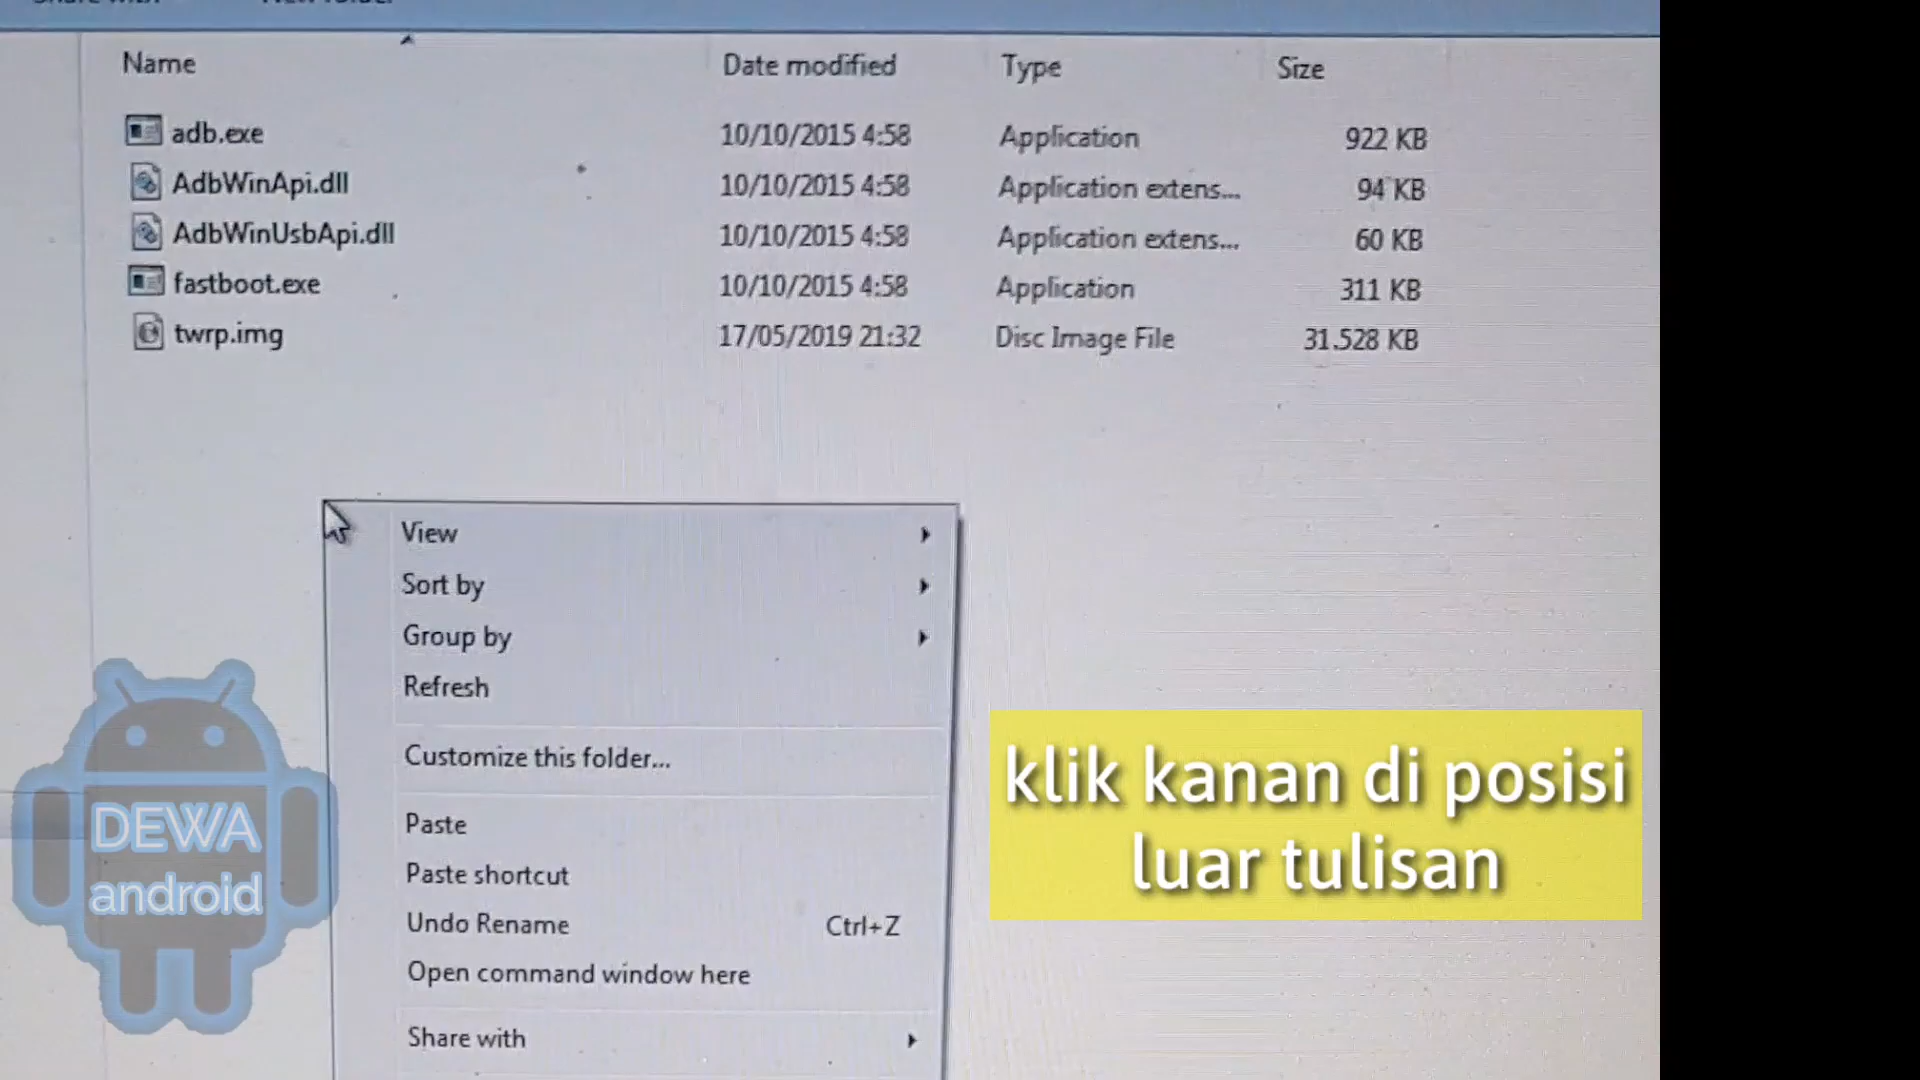 Share with New folder
Name Date modified Type Size
adb.exe 10/10/2015 4:58 Application 922 KB
AdbWinApi.dll 10/10/2015 4:58 Application extens... 94 KB
AdbWinUsbApi.dll 10/10/2015 4:58 Application extens... 60 KB
fastboot.exe 10/10/2015 4:58 Application 311 KB
twrp.img 17/05/2019 21:32 Disc Image File 31.528 KB
View
Sort by
Group by
Refresh
Customize this folder...
Paste
Paste shortcut
Undo Rename Ctrl+Z
Open command window here
Share with
klik kanan di posisi
luar tulisan
DEWA
android